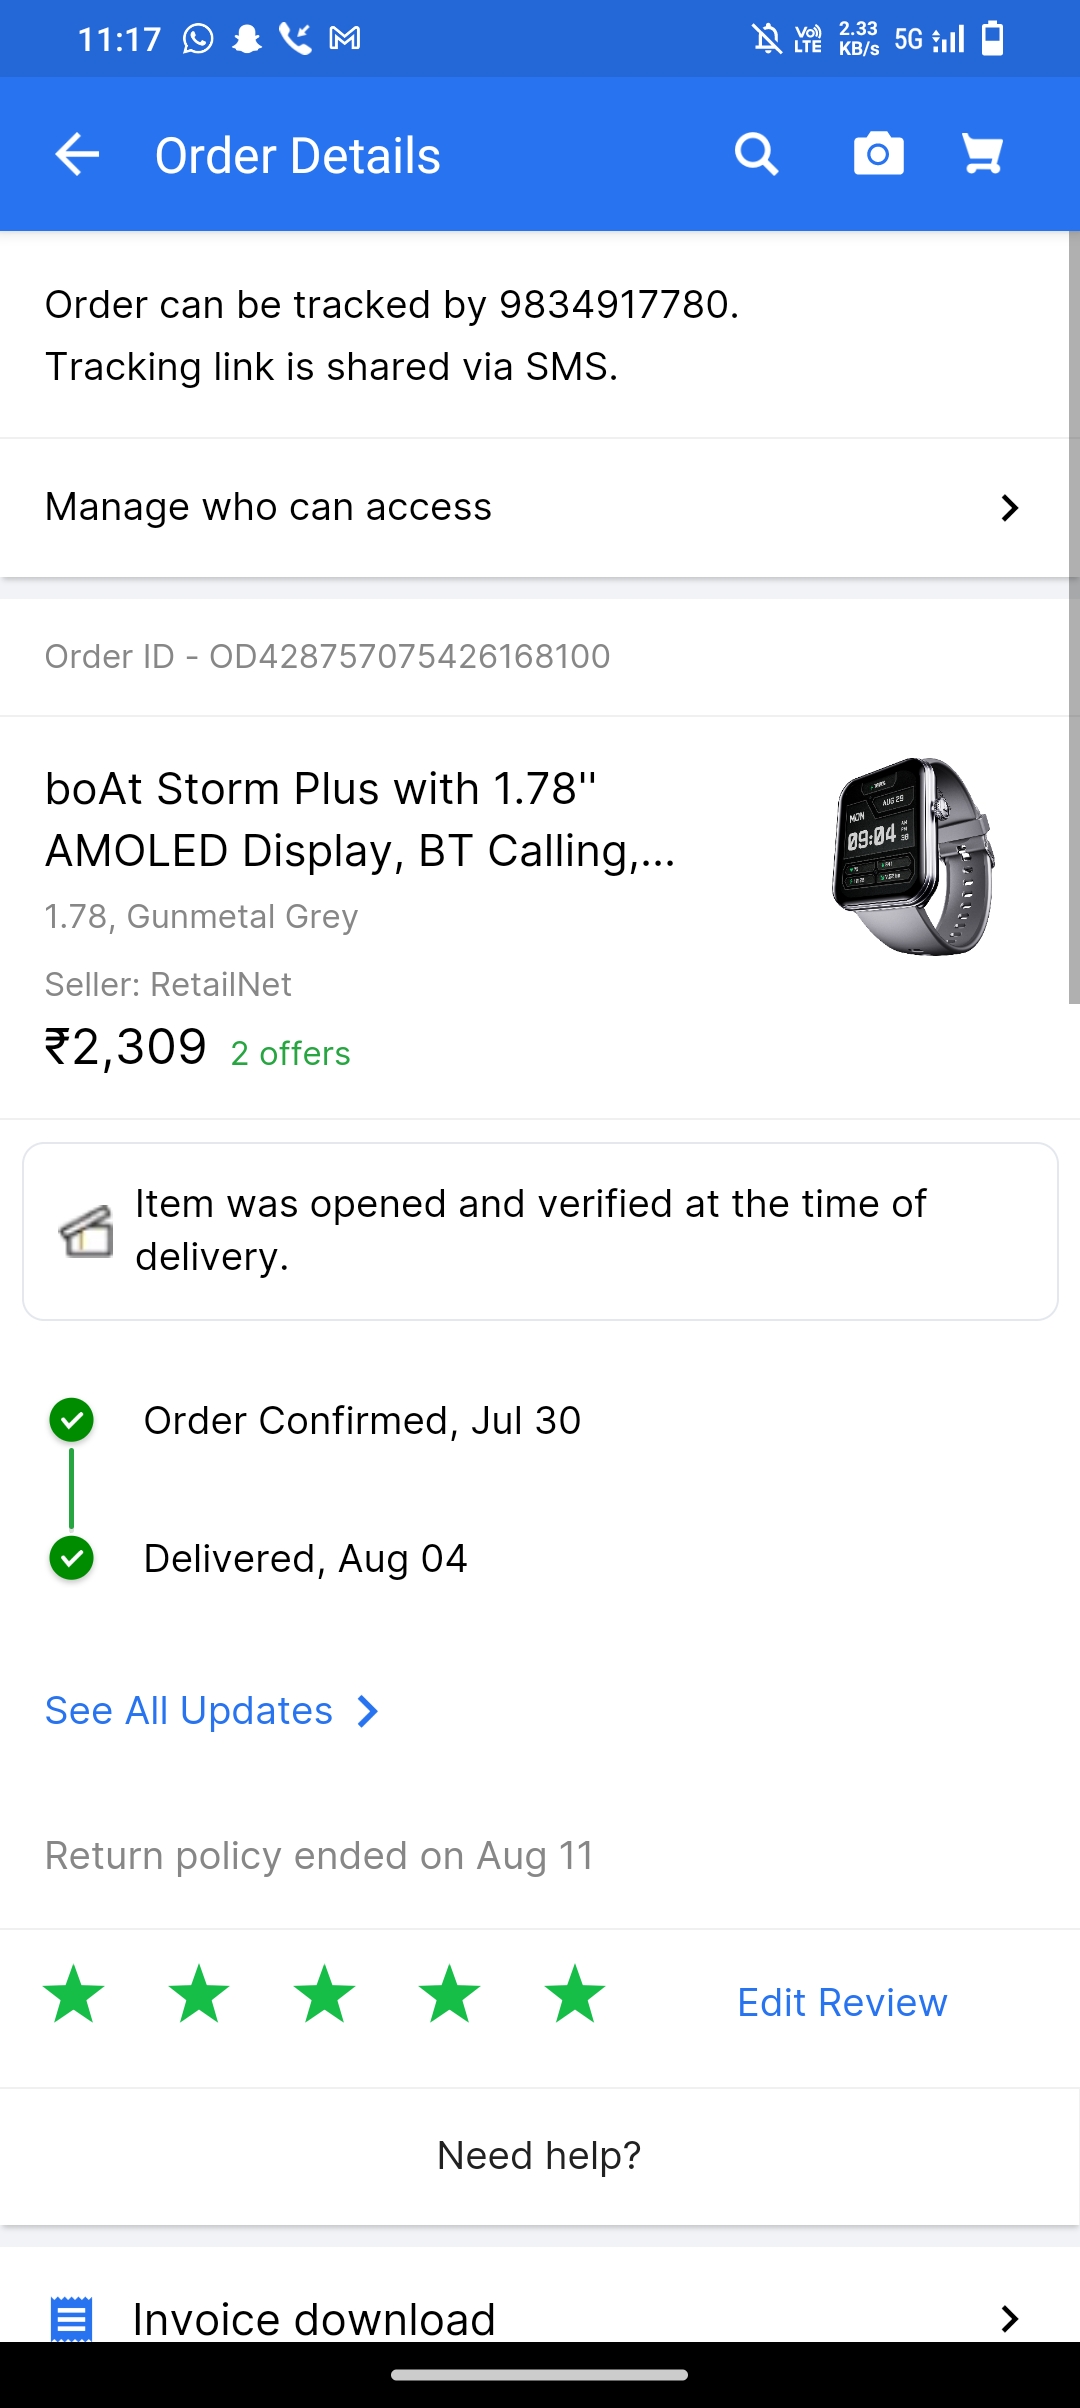 11:17
Vo)) LTE 2.33 KB/s 5G
Order Details
Order can be tracked by 9834917780.
Tracking link is shared via SMS.
Manage who can access
Order ID - OD428757075426168100
boAt Storm Plus with 1.78"
AMOLED Display, BT Calling,...
1.78, Gunmetal Grey
Seller: RetailNet
₹2,309 2 offers
AUG 29
MON
09:04
Item was opened and verified at the time of
delivery.
Order Confirmed, Jul 30
Delivered, Aug 04
See All Updates
Return policy ended on Aug 11
Edit Review
Need help?
Invoice download